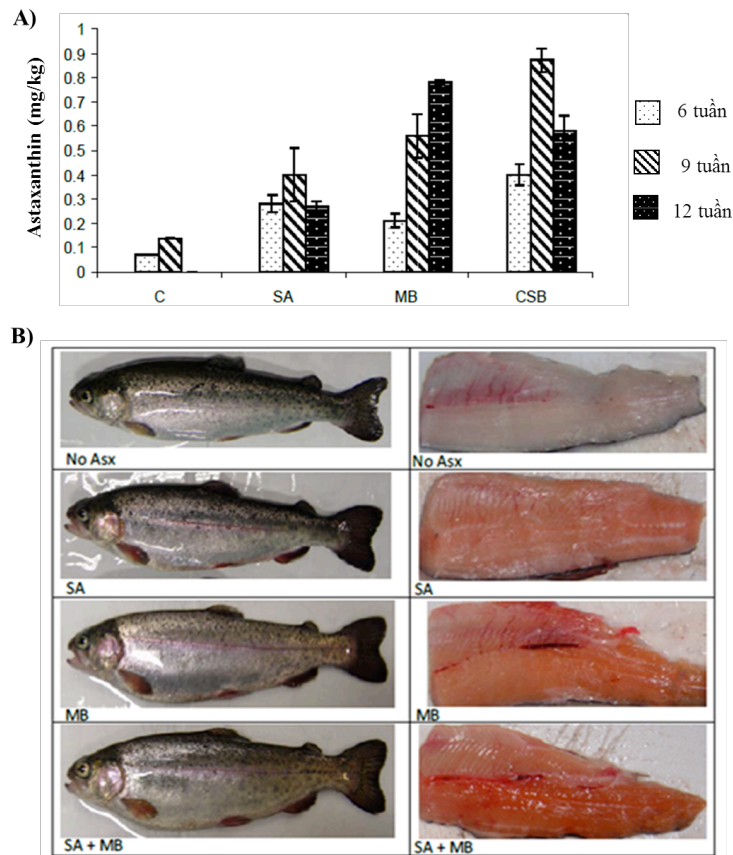 A)
Astaxanthin (mg/kg)
1
0.9
0.8
0.7
0.6
0.5
0.4
0.3
0.2
0.1
0
C SA MB CSB
6 tuần
9 tuần
12 tuần
B)
No Asx No Asx
SA SA
MB MB
SA + MB SA + MB